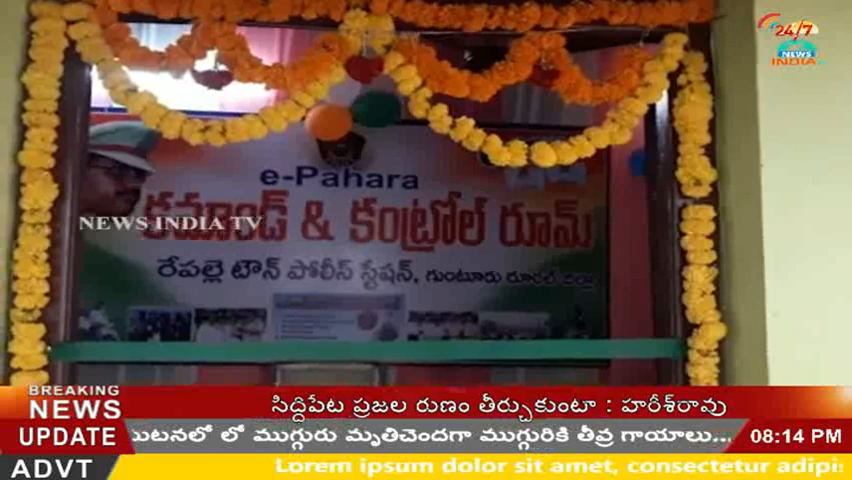 24/7
NEWS
INDIA
e-Pahara
NEWS INDIA TV
కమాండ్ & కంట్రోల్ రూమ్
రేపల్లె టౌన్ పోలీస్ స్టేషన్, గుంటూరు రూరల్ జిల్లా
BREAKING
NEWS
UPDATE
సిద్దిపేట ప్రజల రుణం తీర్చుకుంటా : హరీశ్‌రావు
లో ముగ్గురు మృతిచెందగా ముగ్గురికి తీవ్ర గాయాలు...
08:14 PM
ADVT
Lorem ipsum dolor sit amet, consectetur adipis